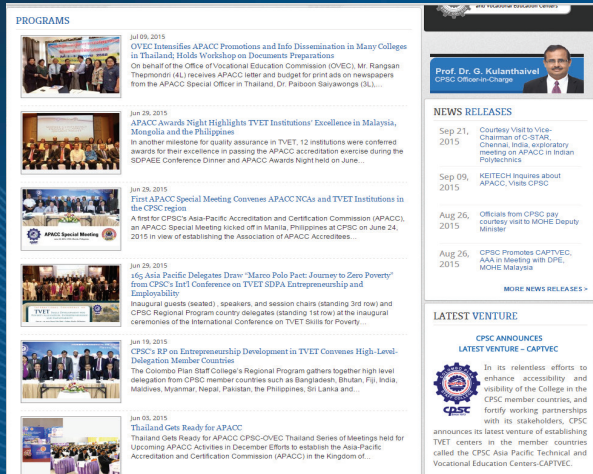 PROGRAMS
Jul 09, 2015
OVEC Intensifies APACC Promotions and Info Dissemination in Many Colleges
in Thailand; Holds Workshop on Documents Preparations
On behalf of the Office of Vocational Education Commission (OVEC), Mr. Rangsan
Thepmondri (4L) receives APACC letter and budget for print ads on newspapers
from the APACC Special Officer in Thailand, Dr. Paiboon Saiyawongs (3L),...
Jun 29, 2015
APACC Awards Night Highlights TVET Institutions' Excellence in Malaysia,
Mongolia and the Philippines
In another milestone for quality assurance in TVET, 12 institutions were conferred
awards for their excellence in passing the APACC accreditation exercise during the
SDPAEE Conference Dinner and APACC Awards Night held on June...
Jun 29, 2015
First APACC Special Meeting Convenes APACC NCAs and TVET Institutions in
the CPSC region
A first for CPSC's Asia-Pacific Accreditation and Certification Commission (APACC),
an APACC Special Meeting kicked off in Manila, Philippines at CPSC on June 24,
2015 in view of establishing the Association of APACC Accreditees...
APACC Special Meeting
Jun 29, 2015
165 Asia Pacific Delegates Draw "Marco Polo Pact: Journey to Zero Poverty"
from CPSC's Int'l Conference on TVET SDPA Entrepreneurship and
Employability
Inaugural guests (seated) , speakers, and session chairs (standing 3rd row) and
CPSC Regional Program country delegates (standing 1st row) at the inaugural
ceremonies of the International Conference on TVET Skills for Poverty...
TVET
Jun 19, 2015
CPSC's RP on Entrepreneurship Development in TVET Convenes High-Level-
Delegation Member Countries
The Colombo Plan Staff College's Regional Program gathers together high level
delegation from CPSC member countries such as Bangladesh, Bhutan, Fiji, India,
Maldives, Myanmar, Nepal, Pakistan, the Philippines, Sri Lanka and...
Jun 03, 2015
Thailand Gets Ready for APACC
Thailand Gets Ready for APACC CPSC-OVEC Thailand Series of Meetings held for
Upcoming APACC Activities in December Efforts to establish the Asia-Pacific
Accreditation and Certification Commission (APACC) in the Kingdom of...
and Vocational Education Centers
Prof. Dr. G. Kulanthaivel
CPSC Officer-in-Charge
NEWS RELEASES
Sep 21,
2015
Courtesy Visit to Vice-
Chairman of C-STAR,
Chennai, India, exploratory
meeting on APACC in Indian
Polytechnics
Sep 09,
2015
KEITECH Inquires about
APACC, Visits CPSC
Aug 26,
2015
Officials from CPSC pay
courtesy visit to MOHE Deputy
Minister
Aug 26,
2015
CPSC Promotes CAPTVEC,
AAA in Meeting with DPE,
MOHE Malaysia
MORE NEWS RELEASES >
LATEST VENTURE
CPSC ANNOUNCES
LATEST VENTURE – CAPTVEC
cpsc
In its relentless efforts to
enhance accessibility and
visibility of the College in the
CPSC member countries, and
fortify working partnerships
with its stakeholders, CPSC
announces its latest venture of establishing
TVET centers in the member countries
called the CPSC Asia Pacific Technical and
Vocational Education Centers-CAPTVEC.